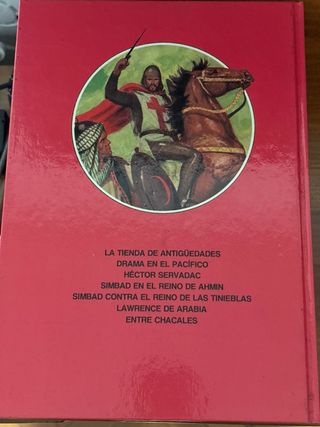 LA TIENDA DE ANTIGÜEDADES
DRAMA EN EL PACÍFICO
HÉCTOR SERVADAC
SIMBAD EN EL REINO DE AHMIN
SIMBAD CONTRA EL REINO DE LAS TINIEBLAS
LAWRENCE DE ARABIA
ENTRE CHACALES